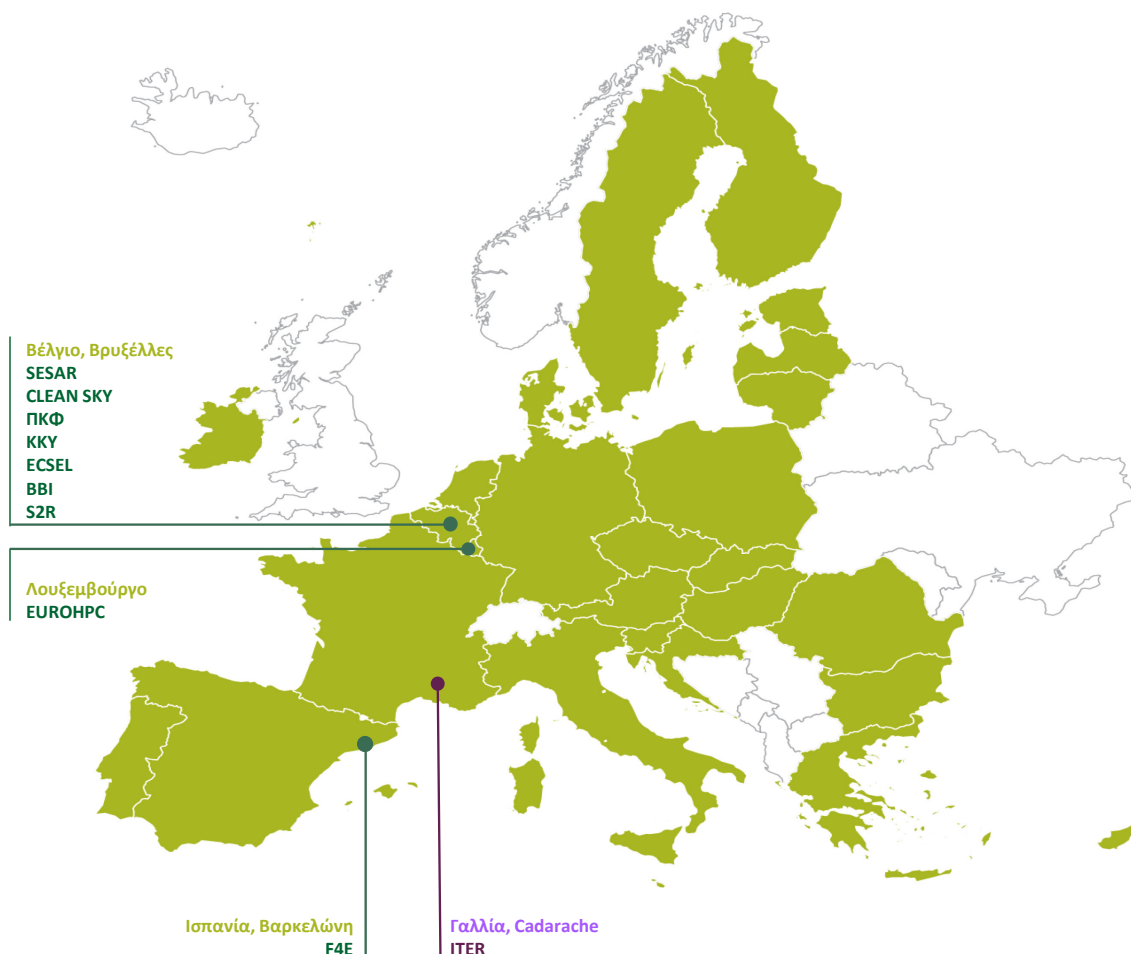 Βέλγιο, Βρυξέλλες
SESAR
CLEAN SKY
ΠΚΦ
ΚΚΥ
ECSEL
BBI
S2R
Λουξεμβούργο
EUROHPC
Ισπανία, Βαρκελώνη
F4E
Γαλλία, Cadarache
ITER